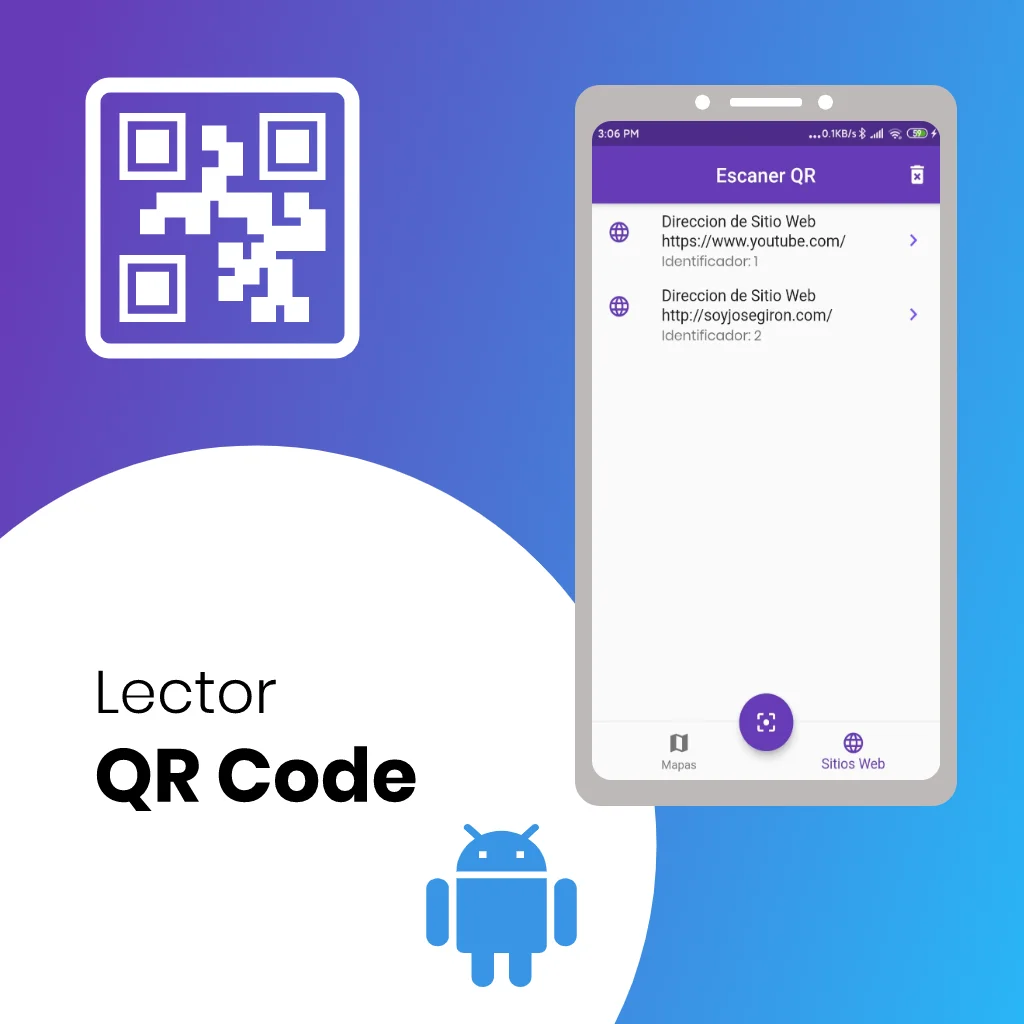 3:06 PM
...0.1KB/s
59
Escaner QR
Direccion de Sitio Web
https://www.youtube.com/
Identificador: 1
Direccion de Sitio Web
http://soyjosegiron.com/
Identificador: 2
Mapas
Sitios Web
Lector
QR Code